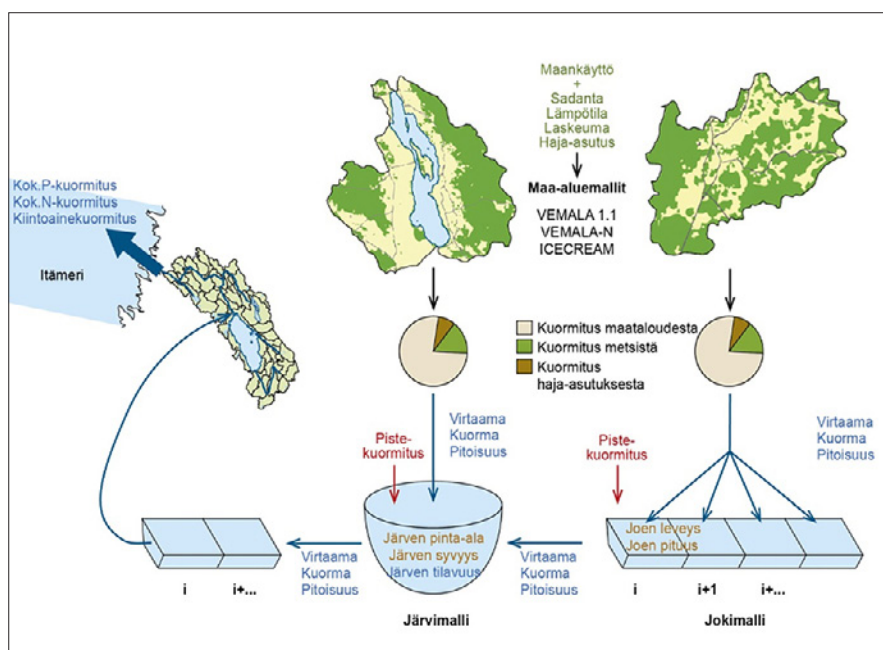 Maankäyttö
+
Sadanta
Lämpötila
Laskeuma
Haja-asutus
Maa-aluemallit
VEMALA 1.1
VEMALA-N
ICECREAM
Kok.P-kuormitus
Kok.N-kuormitus
Kiintoainekuormitus
Itämeri
Kuormitus maataloudesta
Kuormitus metsistä
Kuormitus
haja-asutuksesta
Piste-
kuormitus
Virtaama
Kuorma
Pitoisuus
Piste-
kuormitus
Virtaama
Kuorma
Pitoisuus
Järven pinta-ala
Järven syvyys
Järven tilavuus
Joen leveys
Joen pituus
Virtaama
Kuorma
Pitoisuus
Virtaama
Kuorma
Pitoisuus
i
i+...
i
i+1
i+...
Järvimalli
Jokimalli